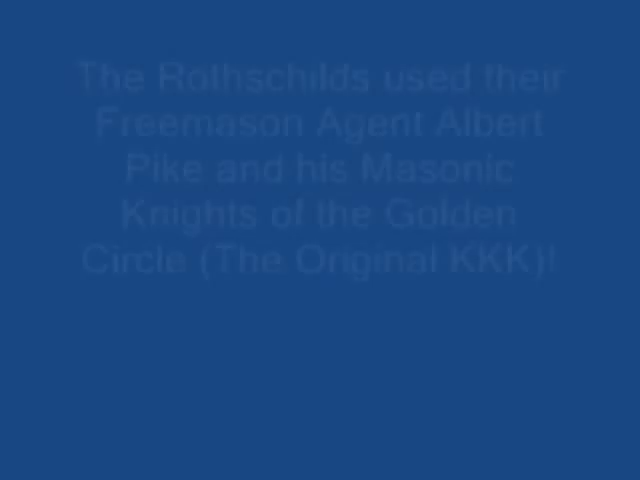 The Rothschilds used their
Freemason Agent Albert
Pike and his Masonic
Knights of the Golden
Circle (The Original KKK)!